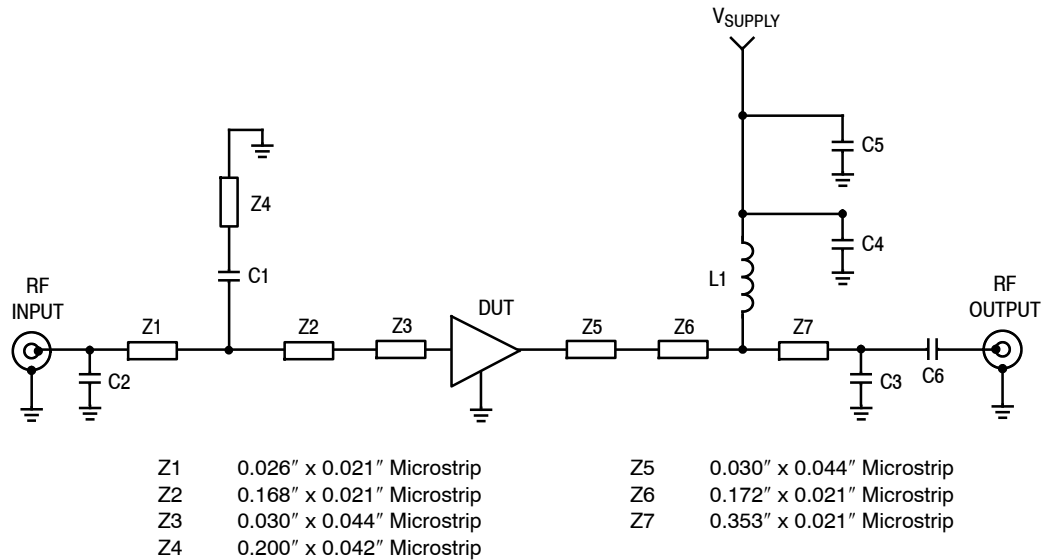 VSUPPLY
C5
Z4
C4
C1
L1
RF
INPUT
DUT
RF
OUTPUT
Z1
Z2
Z3
Z5
Z6
Z7
C2
C3
C6
Z1 0.026″ x 0.021″ Microstrip
Z2 0.168″ x 0.021″ Microstrip
Z3 0.030″ x 0.044″ Microstrip
Z4 0.200″ x 0.042″ Microstrip
Z5 0.030″ x 0.044″ Microstrip
Z6 0.172″ x 0.021″ Microstrip
Z7 0.353″ x 0.021″ Microstrip